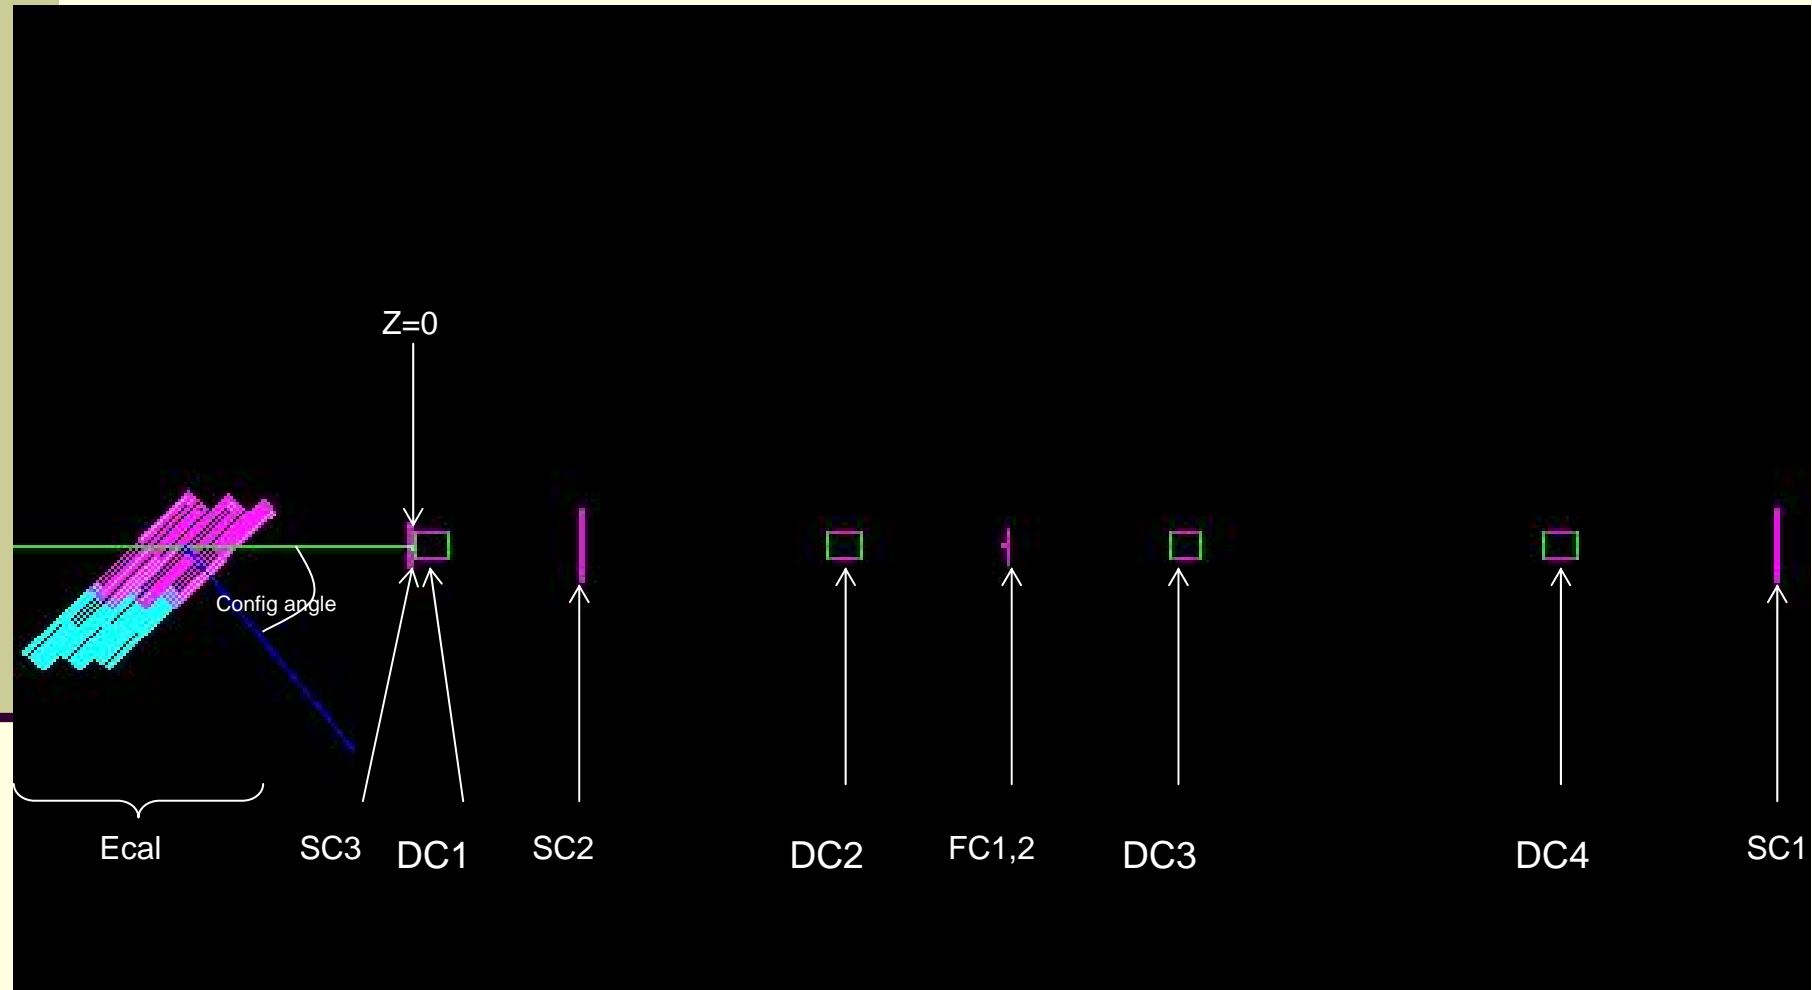 Z=0
Config angle
Ecal
SC3
DC1
SC2
DC2
FC1,2
DC3
DC4
SC1